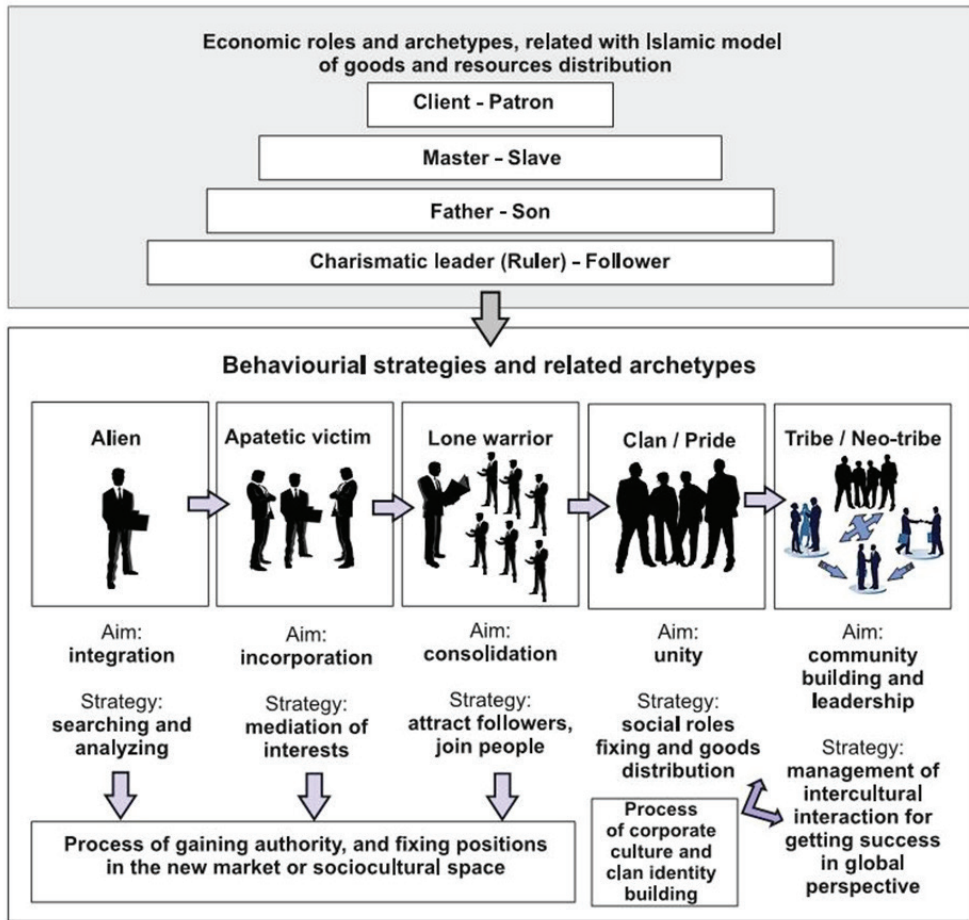 Economic roles and archetypes, related with Islamic model
of goods and resources distribution
Client - Patron
Master - Slave
Father - Son
Charismatic leader (Ruler) - Follower
Behaviourial strategies and related archetypes
Alien
Apatetic victim
Lone warrior
Clan / Pride
Tribe / Neo-tribe
Aim:
integration
Strategy:
searching and
analyzing
Aim:
incorporation
Strategy:
mediation of
interests
Aim:
consolidation
Strategy:
attract followers,
join people
Aim:
unity
Strategy:
social roles
fixing and goods
distribution
Aim:
community
building and
leadership
Strategy:
management of
intercultural
interaction for
getting success
in global
perspective
Process of gaining authority, and fixing positions
in the new market or sociocultural space
Process
of corporate
culture and
clan identity
building